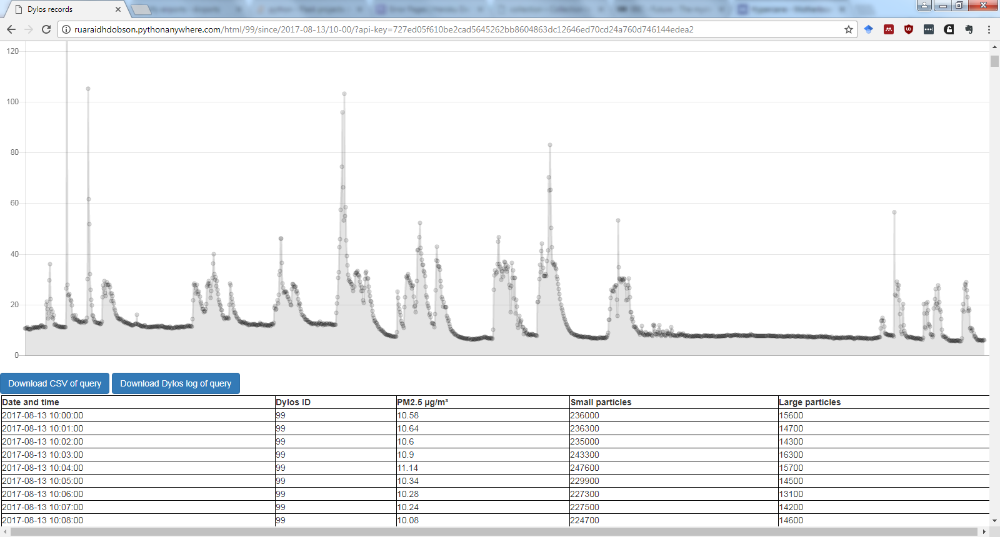 Dylos records
ruaraidhdobson.pythonanywhere.com/html/99/since/2017-08-13/10-00/?api-key=727ed05f610be2cad5645262bb8604863dc12646ed70cd24a760d746144edea2
120
100
80
60
40
20
0
Download CSV of query Download Dylos log of query
Date and time Dylos ID PM2.5 µg/m³ Small particles Large particles
2017-08-13 10:00:00 99 10.58 236000 15600
2017-08-13 10:01:00 99 10.64 236300 14700
2017-08-13 10:02:00 99 10.6 235000 14300
2017-08-13 10:03:00 99 10.9 243300 16300
2017-08-13 10:04:00 99 11.14 247600 15700
2017-08-13 10:05:00 99 10.34 229900 14500
2017-08-13 10:06:00 99 10.28 227300 13100
2017-08-13 10:07:00 99 10.24 227500 14200
2017-08-13 10:08:00 99 10.08 224700 14600